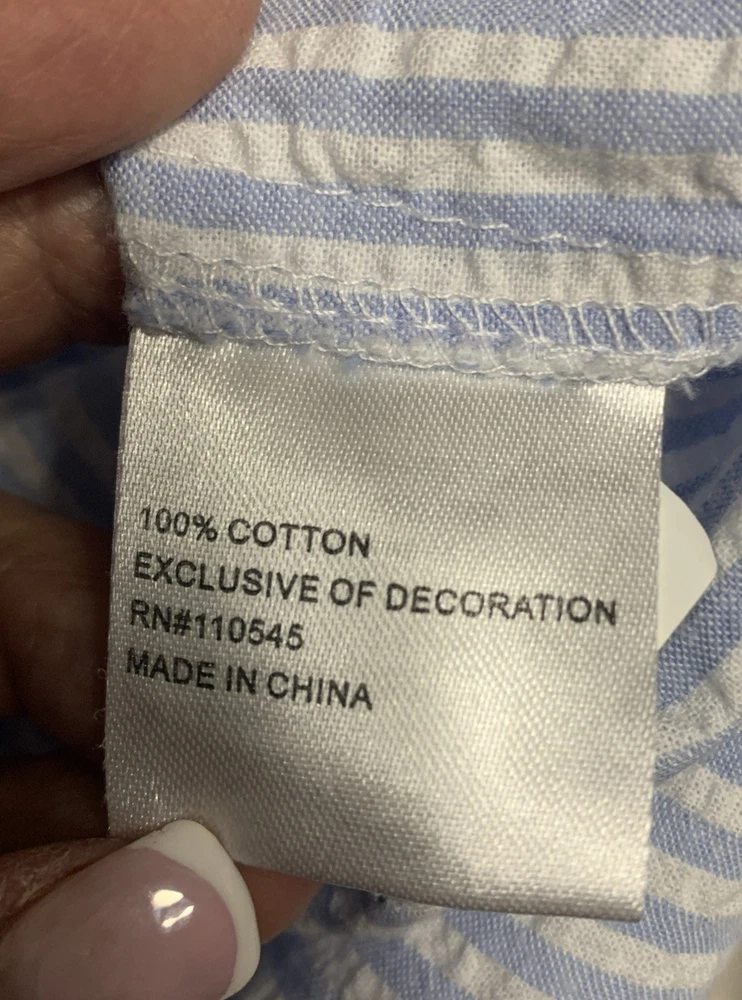 100% COTTON
EXCLUSIVE OF DECORATION
RN#110545
MADE IN CHINA